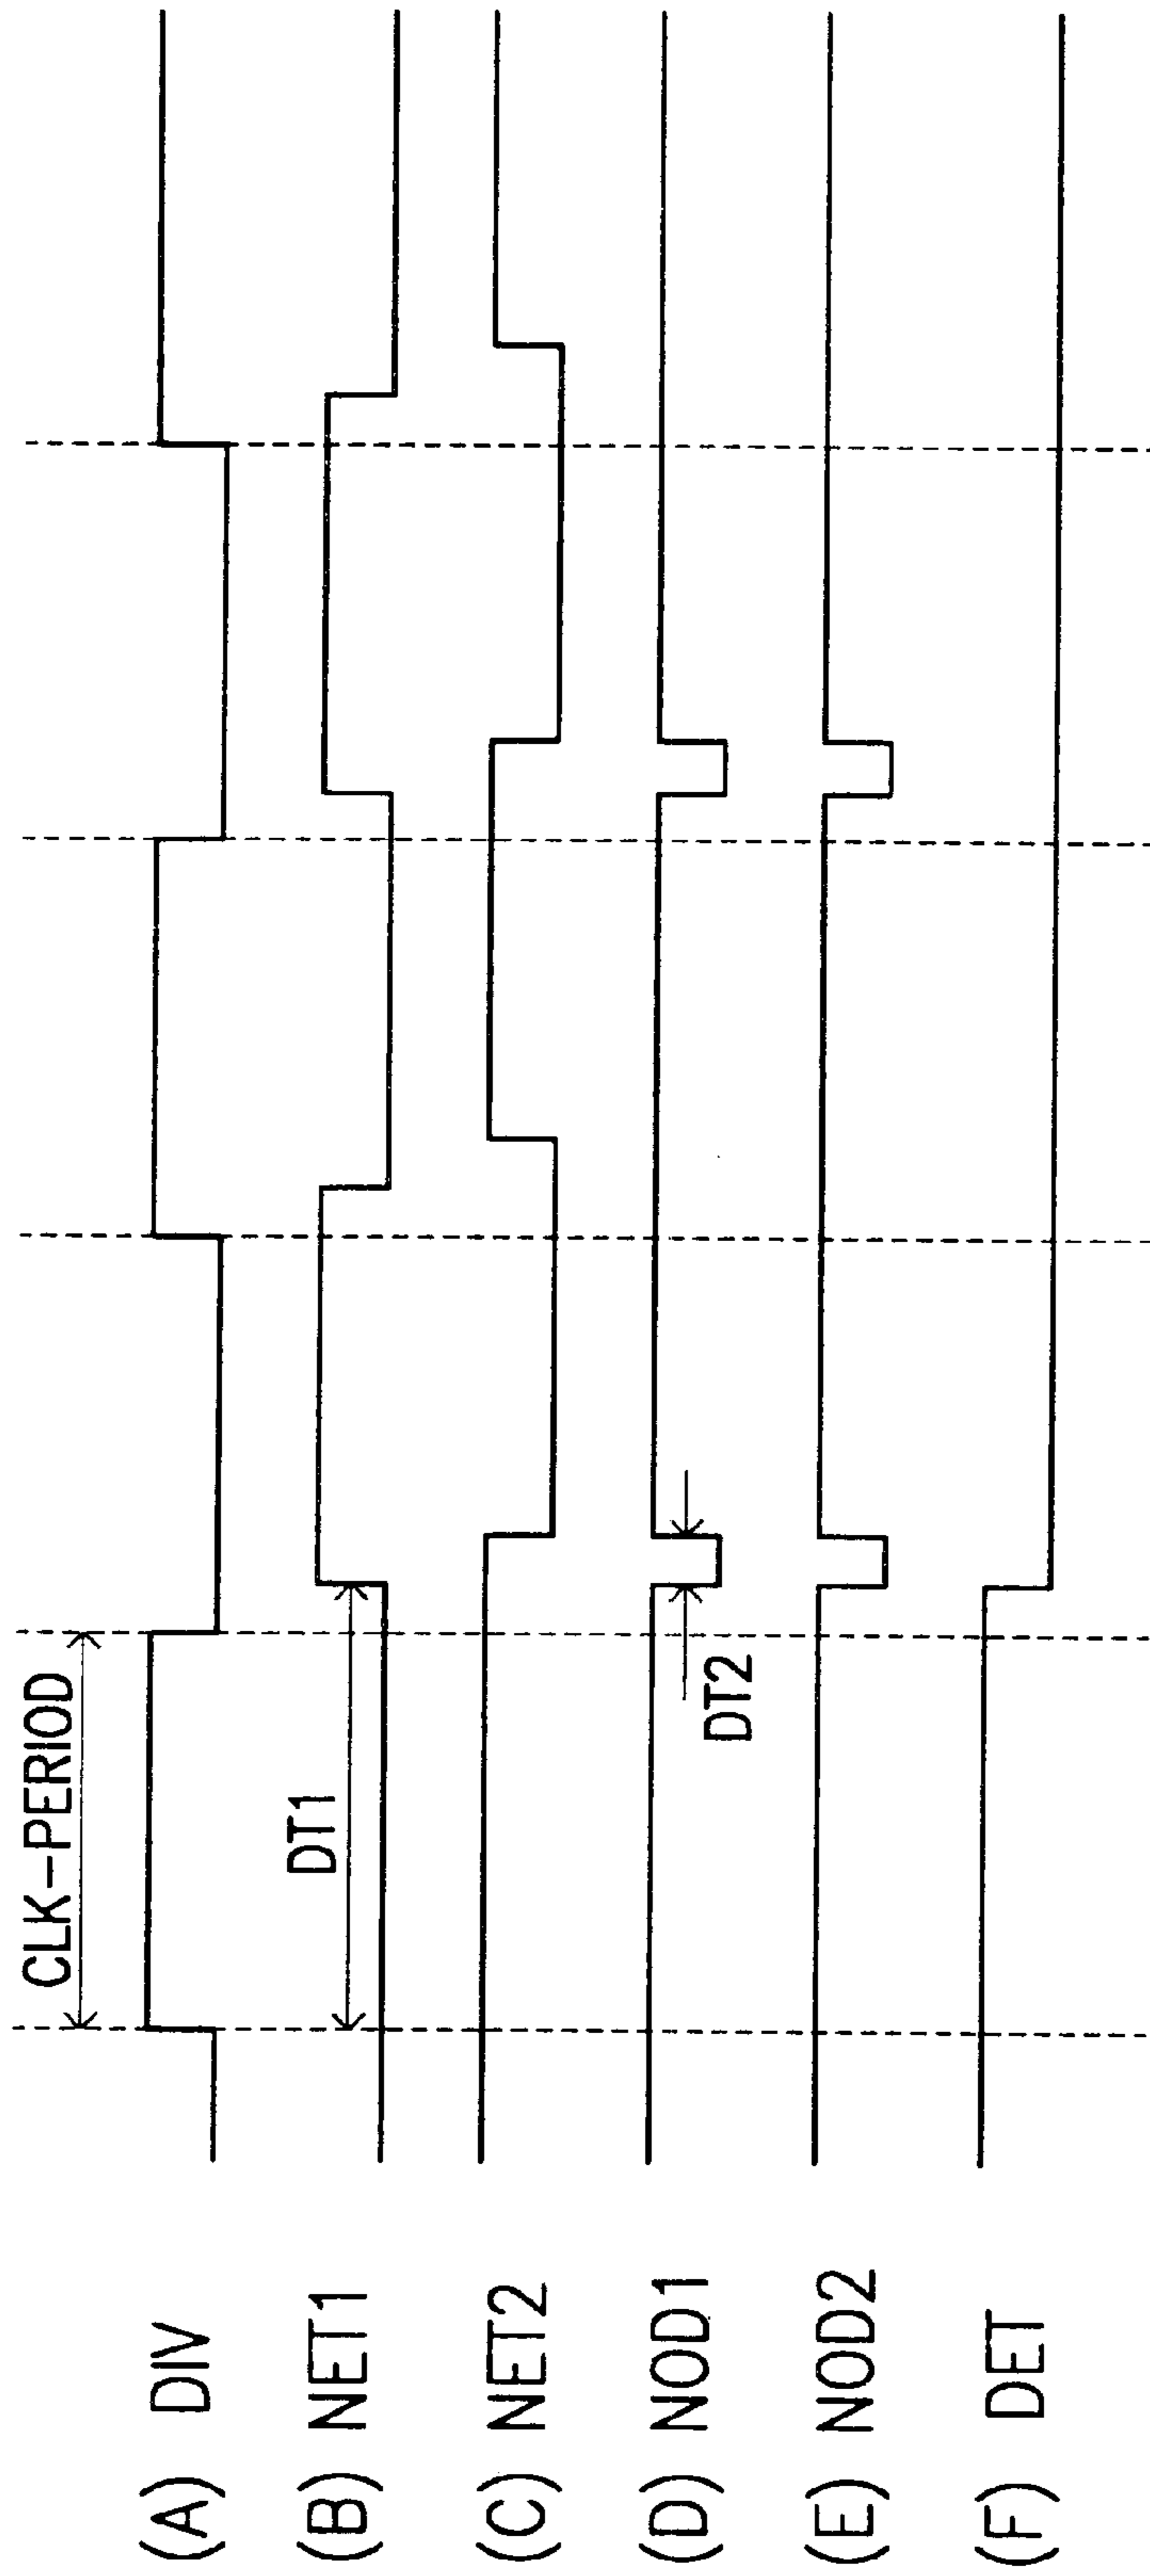 CLK-PERIOD
(A) DIV
DT1
(B) NET1
(C) NET2
(D) NOD1
DT2
(E) NOD2
(F) DET